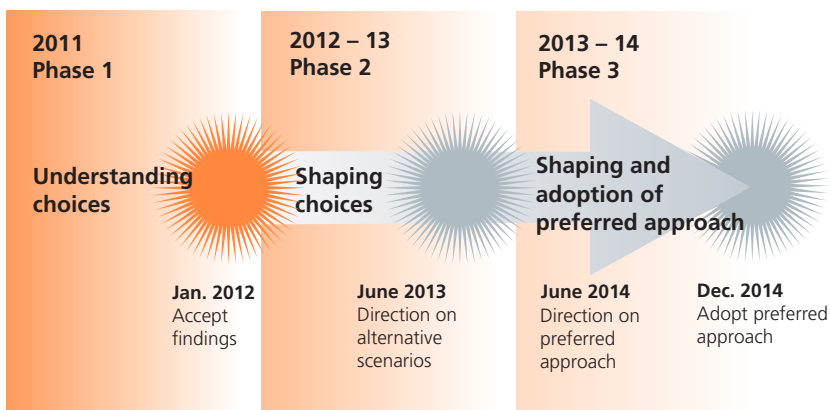 2011
Phase 1
2012 – 13
Phase 2
2013 – 14
Phase 3
Understanding
choices
Shaping
choices
Shaping and
adoption of
preferred approach
Jan. 2012
Accept
findings
June 2013
Direction on
alternative
scenarios
June 2014
Direction on
preferred
approach
Dec. 2014
Adopt preferred
approach